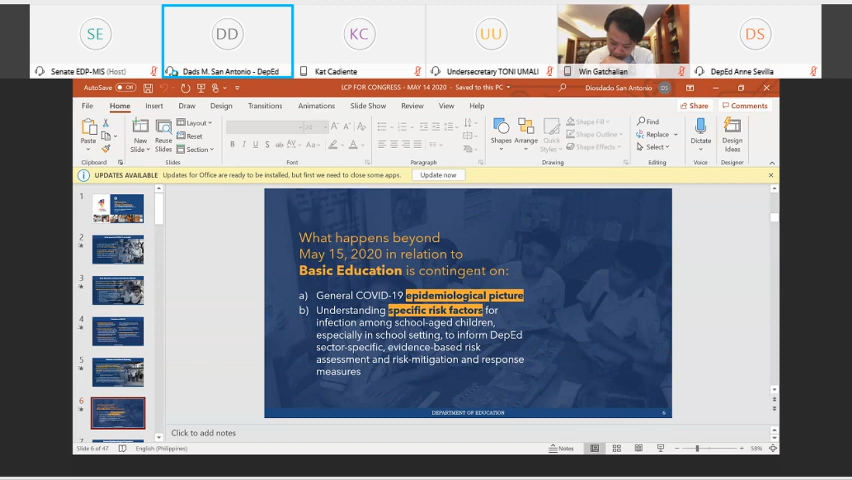 SE
DD
KC
UU
DS
Senate EDP-MIS (Host)
Dads M. San Antonio - DepEd
Kat Cadiente
Undersecretary TONI UMALI
Win Gatchalian
DepEd Anne Sevilla
AutoSave Off
LCP FOR CONGRESS - MAY 14 2020 - Saved to this PC
Diosdado San Antonio
DS
File Home Insert Draw Design Transitions Animations Slide Show Review View Help
Share Comments
Paste
New Slide
Reuse Slides
Layout
Reset
Section
Shapes
Arrange
Quick Styles
Shape Fill
Shape Outline
Shape Effects
Find
Replace
Select
Dictate
Design Ideas
Clipboard Slides Font Paragraph Drawing Editing Voice Designer
UPDATES AVAILABLE Updates for Office are ready to be installed, but first we need to close some apps. Update now
1
2
3
4
5
6
What happens beyond
May 15, 2020 in relation to
Basic Education is contingent on:
a) General COVID-19 epidemiological picture
b) Understanding specific risk factors for
infection among school-aged children,
especially in school setting, to inform DepEd
sector-specific, evidence-based risk
assessment and risk-mitigation and response
measures
DEPARTMENT OF EDUCATION
6
Click to add notes
Slide 6 of 47
English (Philippines)
Notes
58%